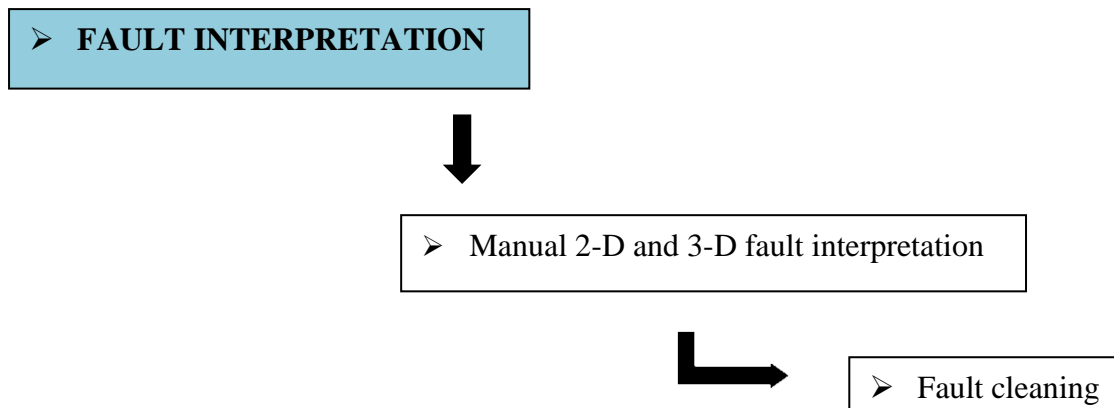 ➢ FAULT INTERPRETATION
➢ Manual 2-D and 3-D fault interpretation
➢ Fault cleaning